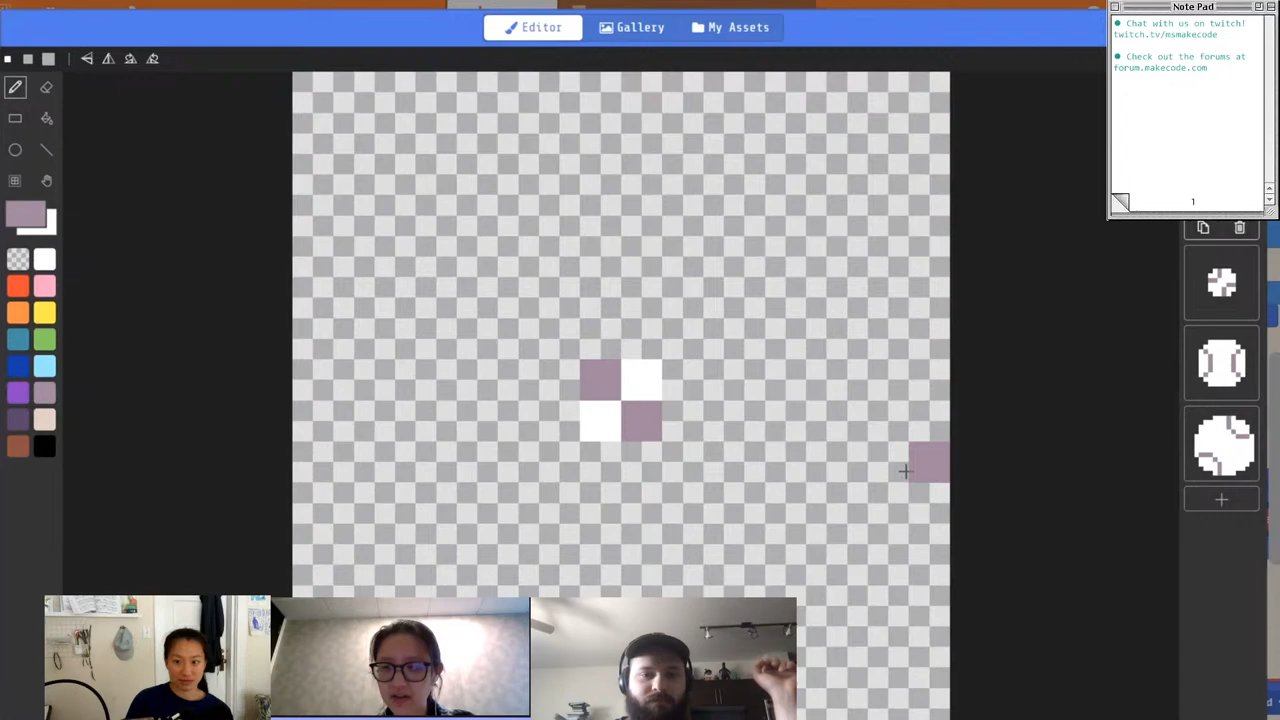 Editor
Gallery
My Assets
Note Pad
Chat with us on twitch!
twitch.tv/msmakecode
Check out the forums at
forum.makecode.com
1